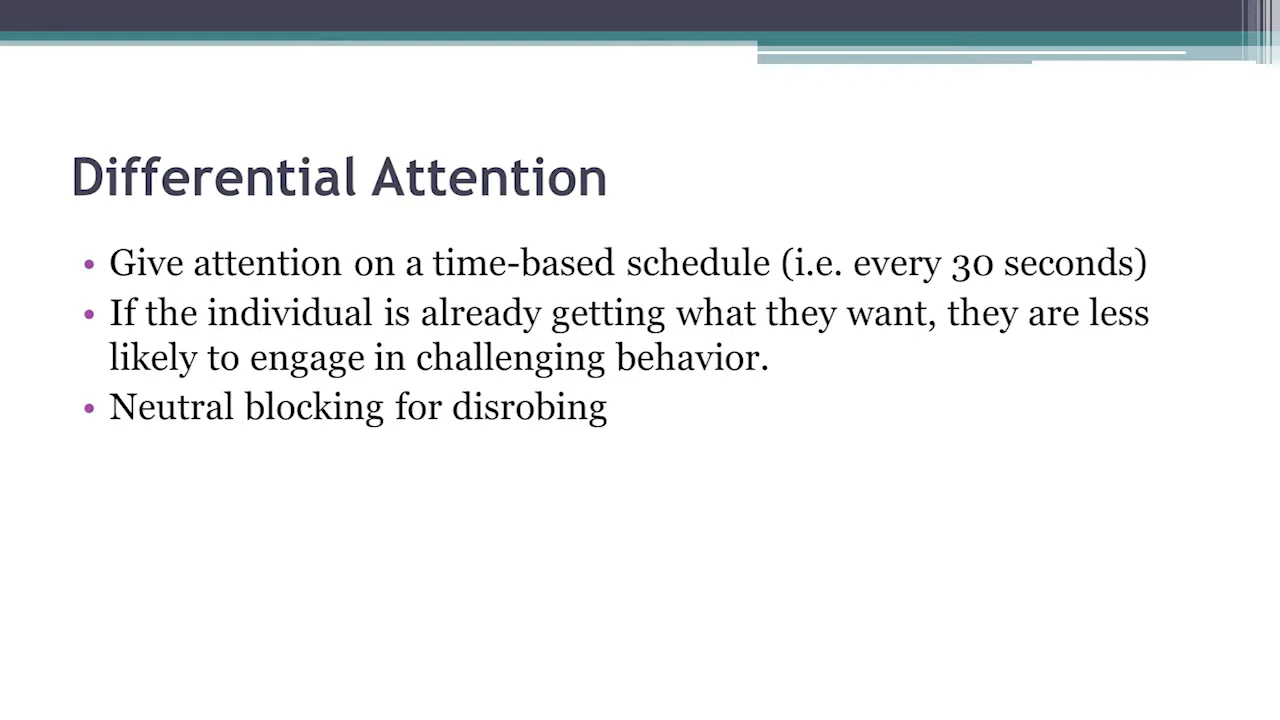 Differential Attention
• Give attention on a time-based schedule (i.e. every 30 seconds)
• If the individual is already getting what they want, they are less
likely to engage in challenging behavior.
• Neutral blocking for disrobing